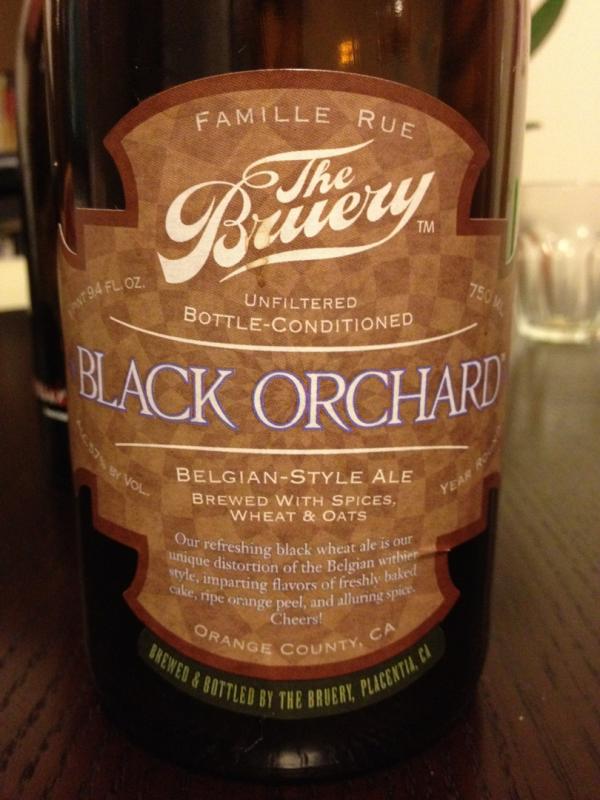 FAMILLE RUE
The
Bruery TM
9.4 FL. OZ.
750 ML
UNFILTERED
BOTTLE-CONDITIONED
BLACK ORCHARD
BY VOL.
YEAR
BELGIAN-STYLE ALE
BREWED WITH SPICES,
WHEAT & OATS
Our refreshing black wheat ale is our
unique distortion of the Belgian witbier
style, imparting flavors of freshly baked
cake, ripe orange peel, and alluring spice.
Cheers!
ORANGE COUNTY, CA
BREWED & BOTTLED BY THE BRUERY, PLACENTIA, CA